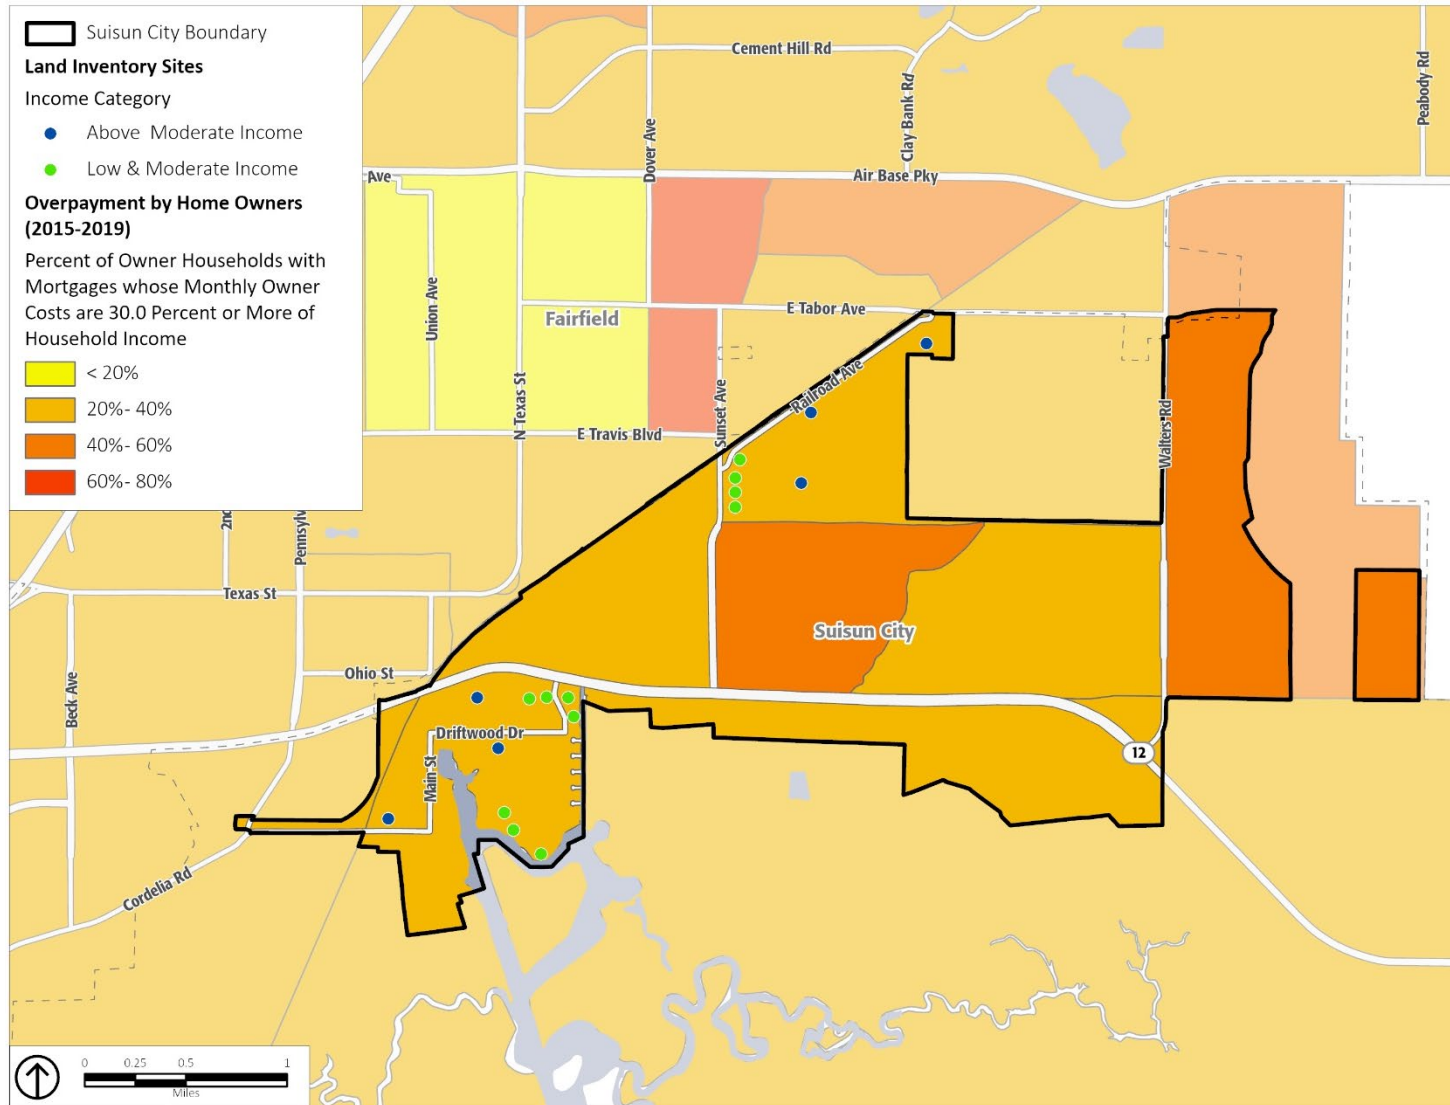 Suisun City Boundary
Land Inventory Sites
Income Category
Above Moderate Income
Low & Moderate Income
Overpayment by Home Owners
(2015-2019)
Percent of Owner Households with
Mortgages whose Monthly Owner
Costs are 30.0 Percent or More of
Household Income
< 20%
20%- 40%
40%- 60%
60%- 80%
Cement Hill Rd
Clay Bank Rd
Peabody Rd
Dover Ave
Ave
Air Base Pky
Union Ave
Fairfield
E Tabor Ave
N Texas St
Railroad Ave
Sunset Ave
E Travis Blvd
Walters Rd
2nd
Pennsylv
Texas St
Suisun City
Ohio St
Beck Ave
Driftwood Dr
Main St
12
Cordelia Rd
0 0.25 0.5 1
Miles